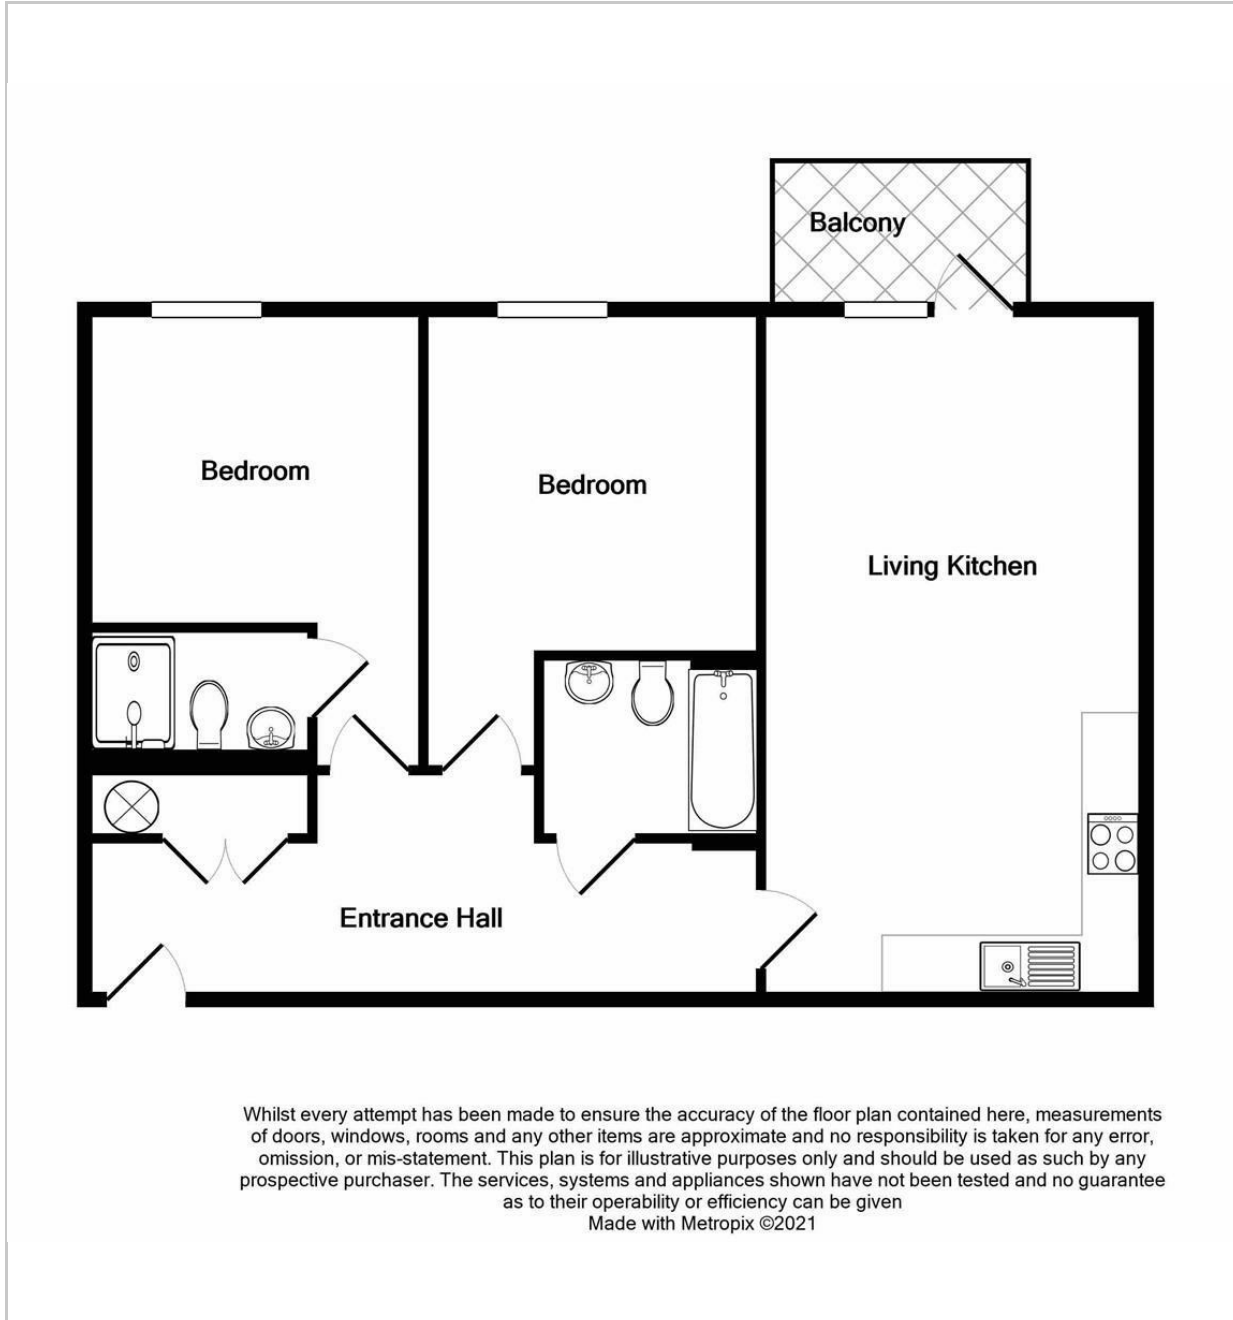 Balcony
Bedroom
Bedroom
Living Kitchen
Entrance Hall
Whilst every attempt has been made to ensure the accuracy of the floor plan contained here, measurements
of doors, windows, rooms and any other items are approximate and no responsibility is taken for any error,
omission, or mis-statement. This plan is for illustrative purposes only and should be used as such by any
prospective purchaser. The services, systems and appliances shown have not been tested and no guarantee
as to their operability or efficiency can be given
Made with Metropix ©2021